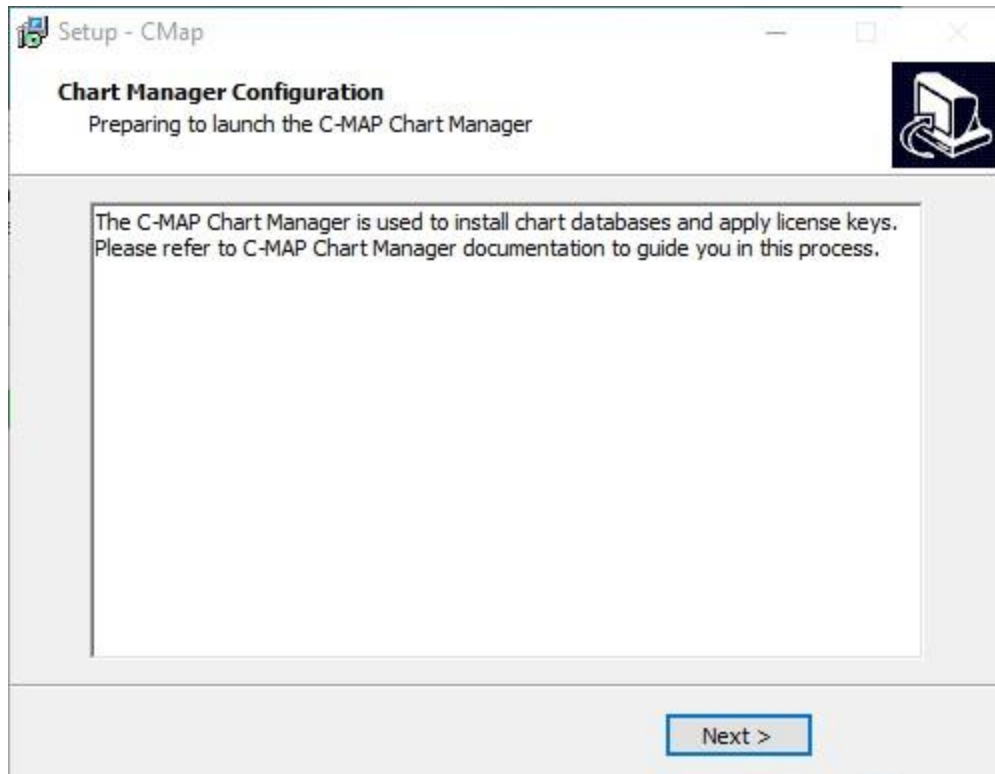 Setup - CMap
Chart Manager Configuration
Preparing to launch the C-MAP Chart Manager
The C-MAP Chart Manager is used to install chart databases and apply license keys.
Please refer to C-MAP Chart Manager documentation to guide you in this process.
Next >